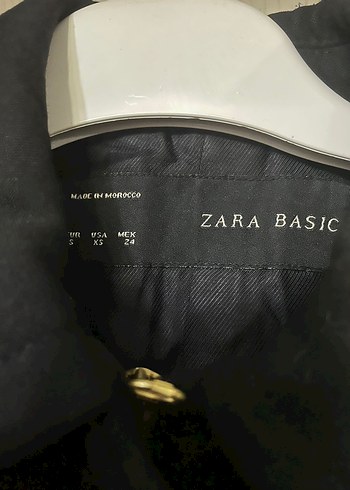 MADE IN MOROCCO
ZARA BASIC
EUR USA MEX
S XS 24